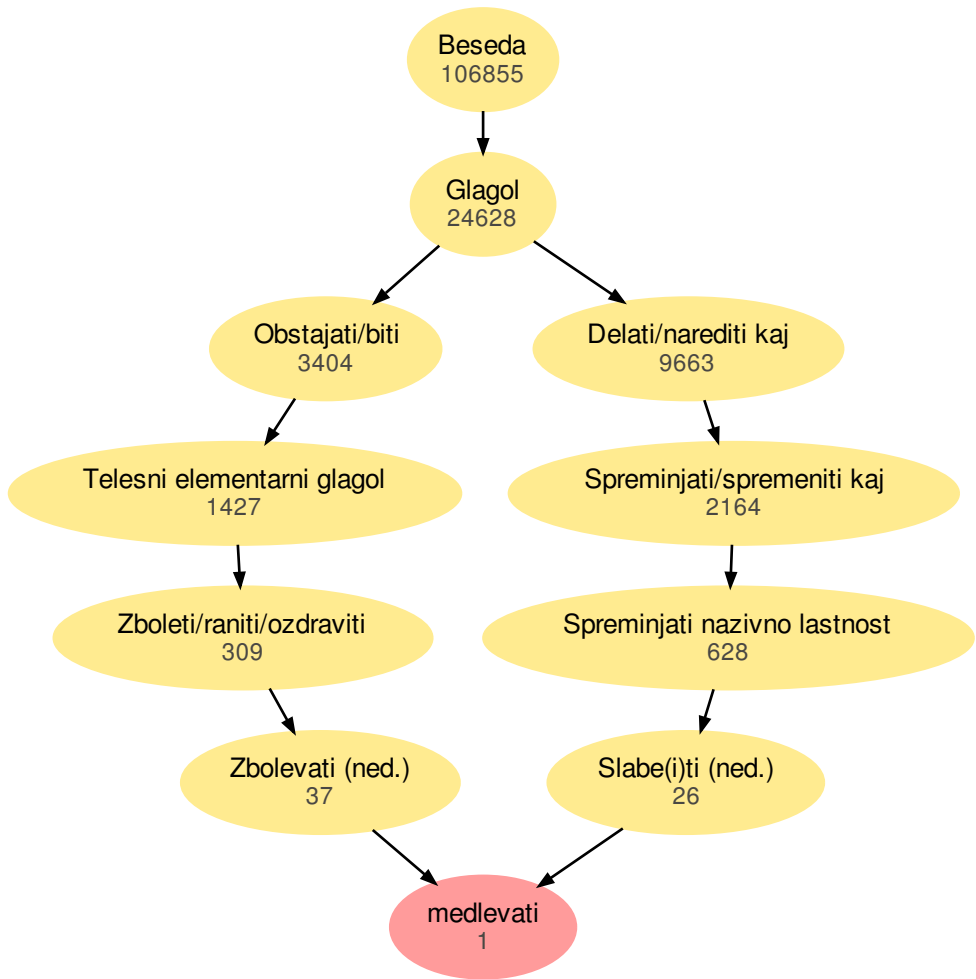 Beseda
106855
Glagol
24628
Obstajati/biti
3404
Delati/narediti kaj
9663
Telesni elementarni glagol
1427
Spreminjati/spremeniti kaj
2164
Zboleti/raniti/ozdraviti
309
Spreminjati nazivno lastnost
628
Zbolevati (ned.)
37
Slabe(i)ti (ned.)
26
medlevati
1